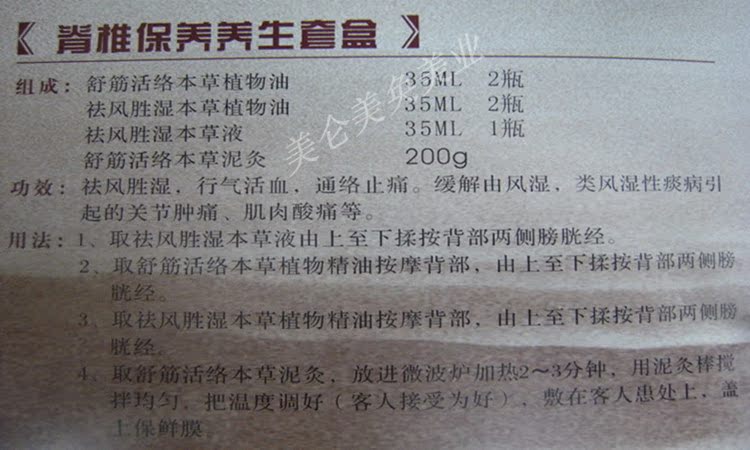 《 脊椎保养养生套盒 》
组成：舒筋活络本草植物油 35ML 2瓶
祛风胜湿本草植物油 35ML 2瓶
祛风胜湿本草液 35ML 1瓶
舒筋活络本草泥灸 200g
功效：祛风胜湿，行气活血，通络止痛。缓解由风湿，类风湿性痰病引
起的关节肿痛、肌肉酸痛等。
用法：1、取祛风胜湿本草液由上至下揉按背部两侧膀胱经。
2、取舒筋活络本草植物精油按摩背部，由上至下揉按背部两侧膀
胱经。
3、取祛风胜湿本草植物精油按摩背部，由上至下揉按背部两侧膀
胱经。
4、取舒筋活络本草泥灸，放进微波炉加热2～3分钟，用泥灸棒搅
拌均匀，把温度调好（客人接受为好），敷在客人患处上，盖
上保鲜膜
美仑美奂美业